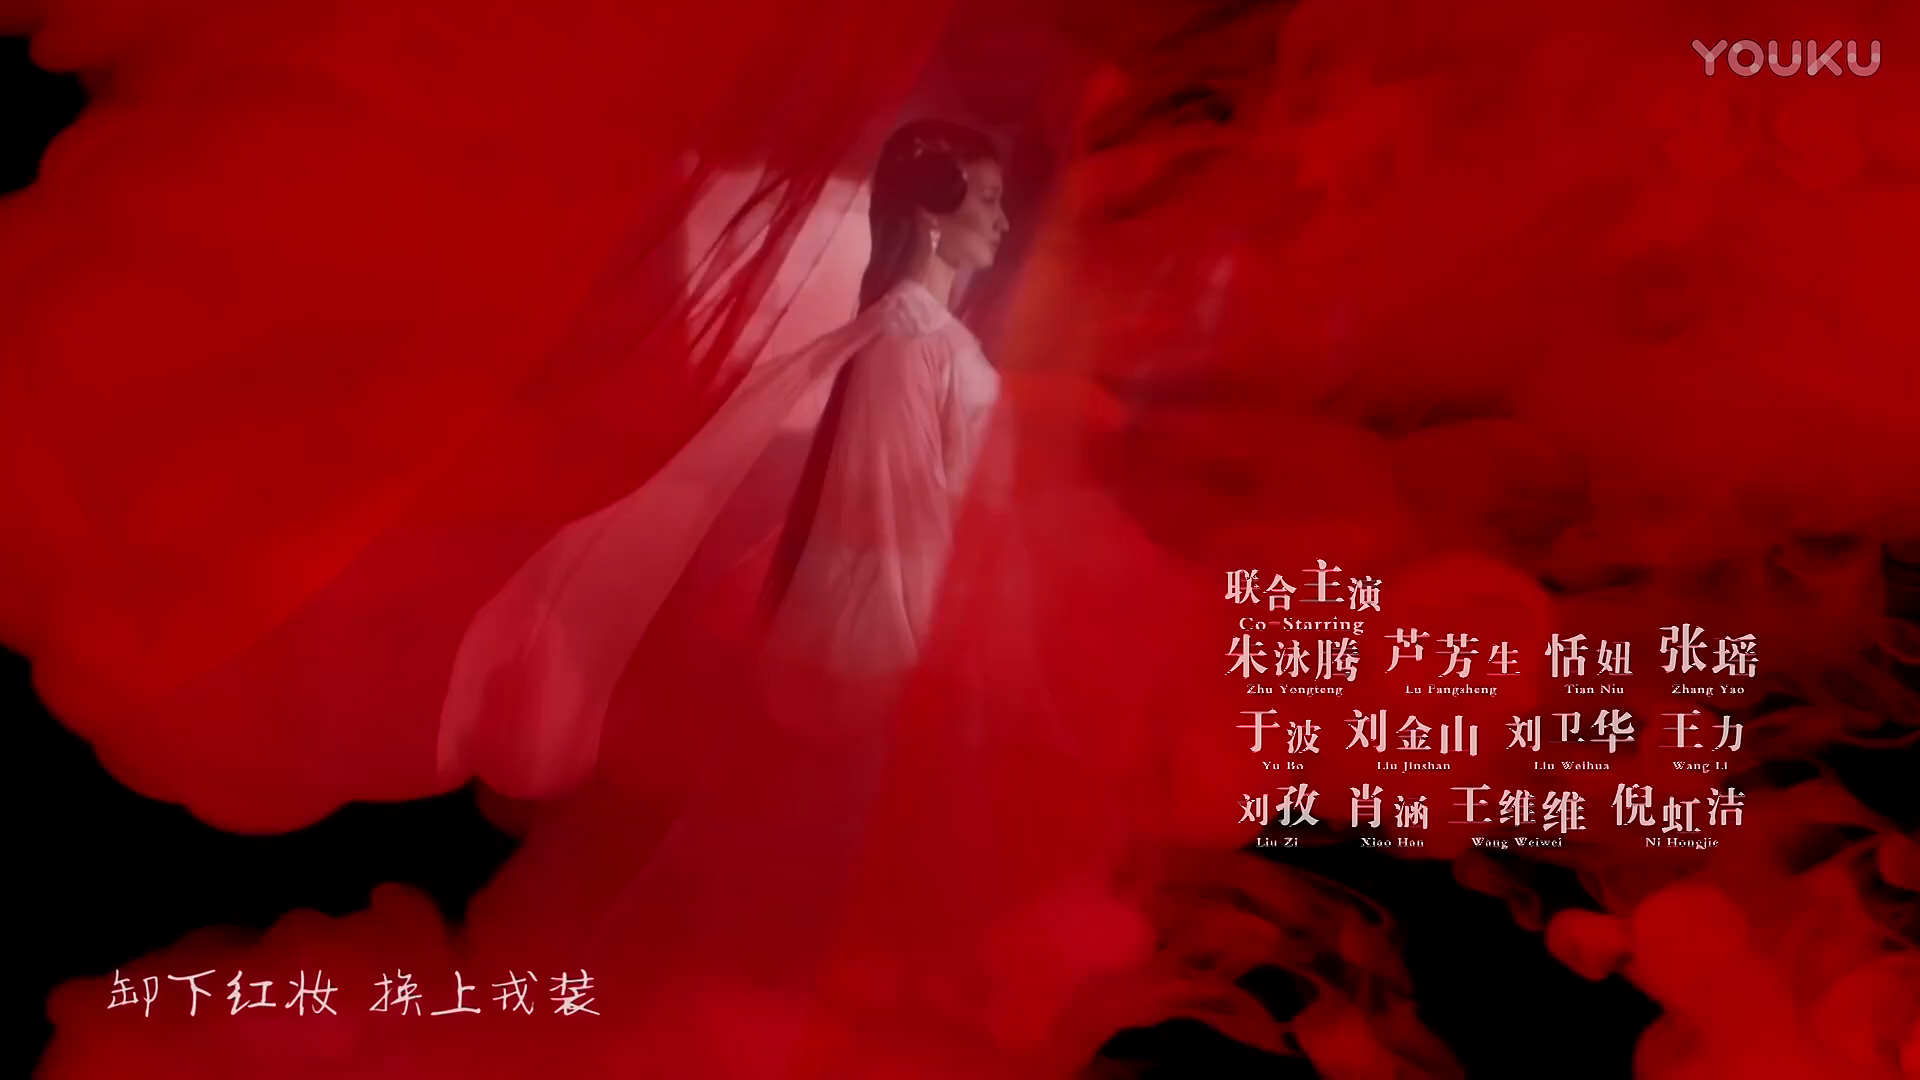 YOUKU
联合主演
Co-Starring
朱泳腾 芦芳生 恬妞 张瑶
Zhu Yongteng Lu Fangsheng Tian Niu Zhang Yao
于波 刘金山 刘卫华 王力
Yu Bo Liu Jinshan Liu Weihua Wang Li
刘孜 肖涵 王维维 倪虹洁
Liu Zi Xiao Han Wang Weiwei Ni Hongjie
卸下红妆 换上戎装